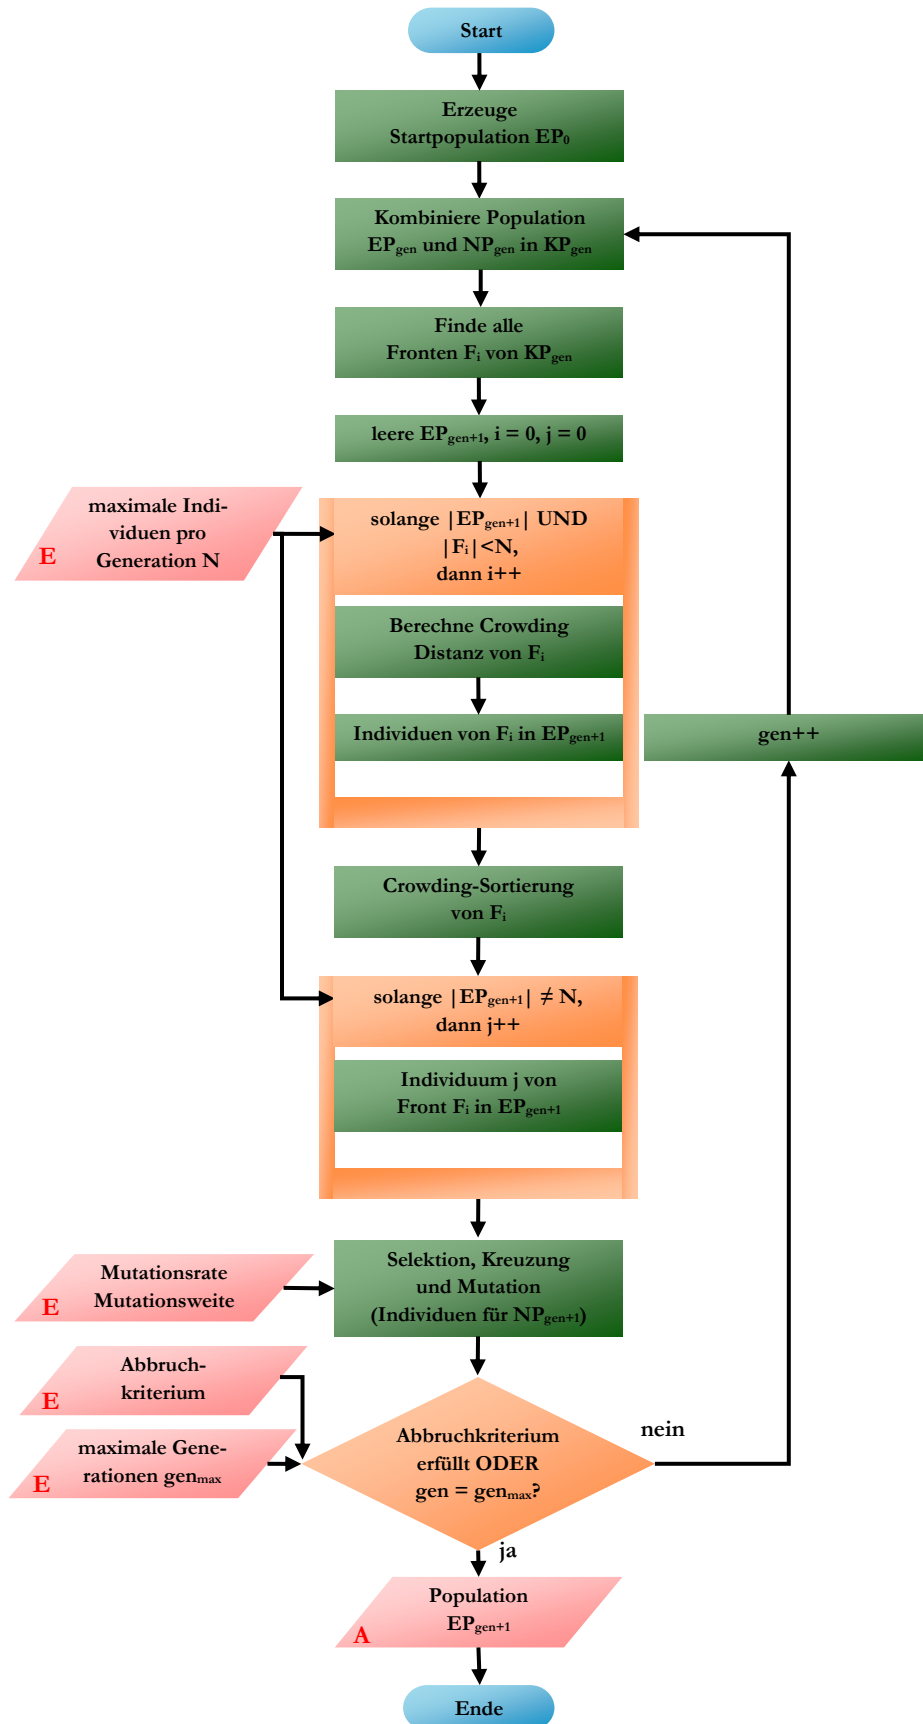 Start
Erzeuge
Startpopulation EP₀
Kombiniere Population
EPgen und NPgen in KPgen
Finde alle
Fronten Fᵢ von KPgen
leere EPgen+1, i = 0, j = 0
maximale Indi-
viduen pro
Generation N
E
solange |EPgen+1| UND
|Fᵢ|<N,
dann i++
Berechne Crowding
Distanz von Fᵢ
Individuen von Fᵢ in EPgen+1
gen++
Crowding-Sortierung
von Fᵢ
solange |EPgen+1| ≠ N,
dann j++
Individuum j von
Front Fᵢ in EPgen+1
Mutationsrate
Mutationsweite
E
Selektion, Kreuzung
und Mutation
(Individuen für NPgen+1)
Abbruch-
kriterium
E
maximale Gene-
rationen genmax
E
Abbruchkriterium
erfüllt ODER
gen = genmax?
nein
ja
Population
EPgen+1
A
Ende